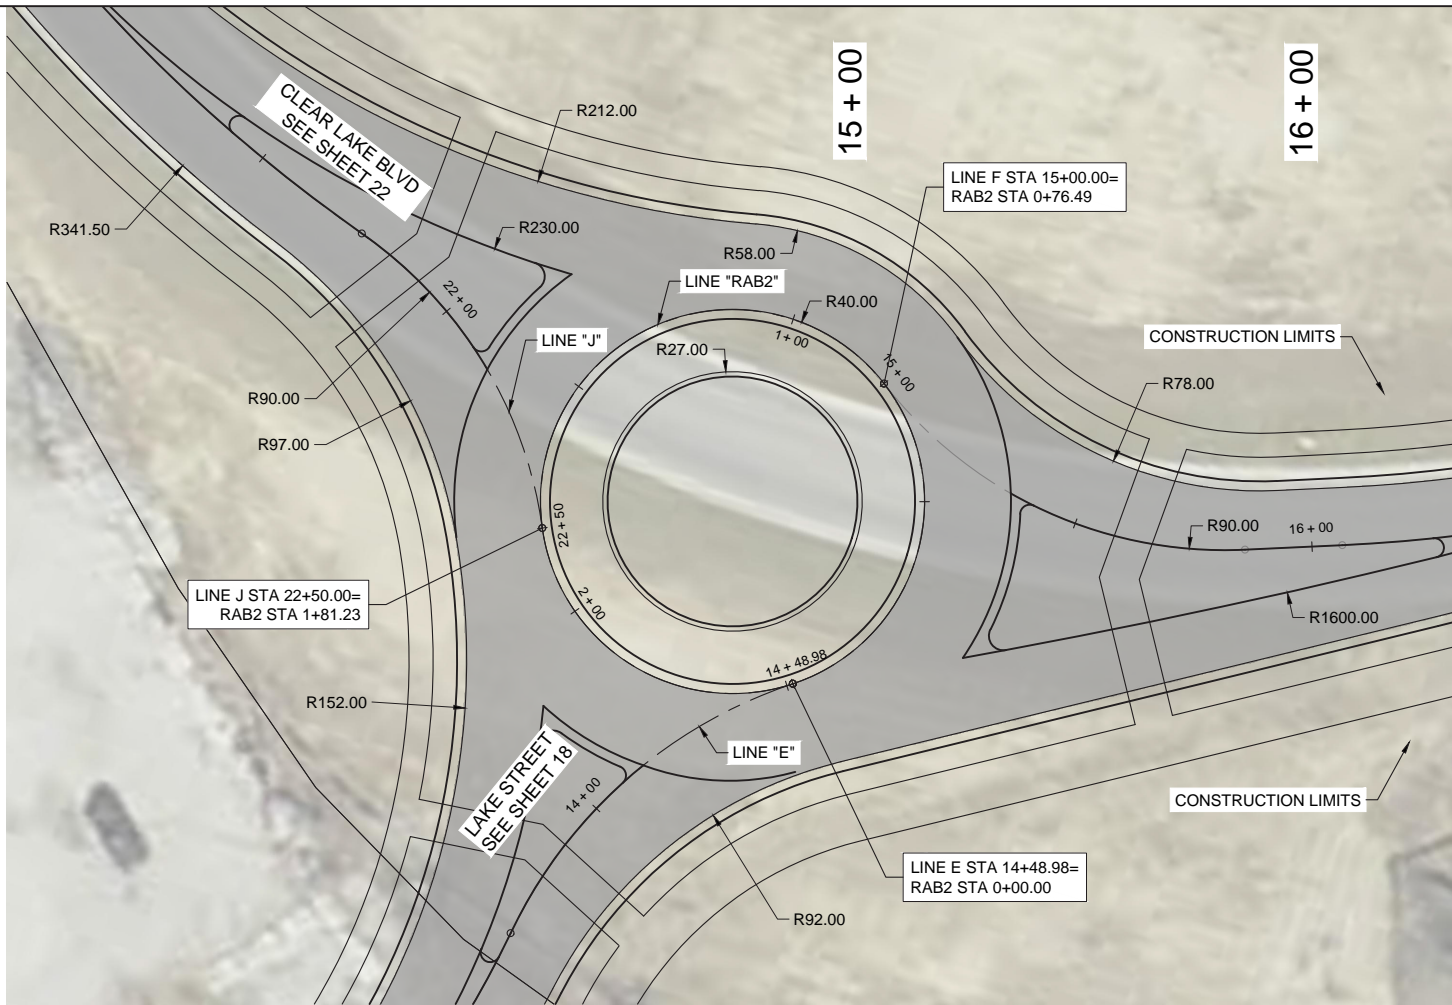 15 + 00
16 + 00
CLEAR LAKE BLVD
SEE SHEET 22
R212.00
LINE F STA 15+00.00=
RAB2 STA 0+76.49
R341.50
R230.00
R58.00
LINE "RAB2"
22 + 00
R40.00
LINE "J"
1 + 00
R27.00
15 + 00
CONSTRUCTION LIMITS
R78.00
R90.00
R97.00
22 + 50
R90.00
16 + 00
LINE J STA 22+50.00=
RAB2 STA 1+81.23
2 + 00
R1600.00
14 + 48.98
R152.00
LINE "E"
LAKE STREET
SEE SHEET 18
14 + 00
CONSTRUCTION LIMITS
LINE E STA 14+48.98=
RAB2 STA 0+00.00
R92.00